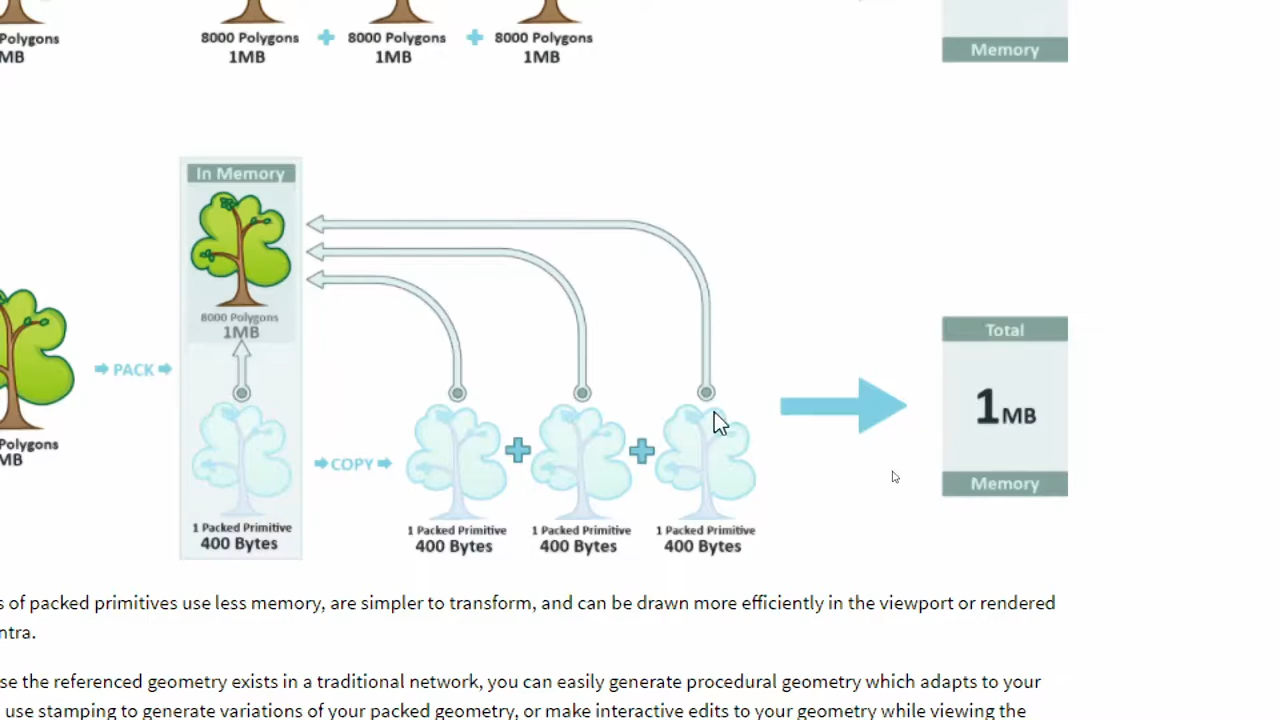 Polygons 8000 Polygons + 8000 Polygons + 8000 Polygons
MB 1MB 1MB 1MB
Memory
In Memory
8000 Polygons
1MB
Total
PACK
1 MB
Polygons
MB
COPY + +
Memory
1 Packed Primitive 1 Packed Primitive 1 Packed Primitive 1 Packed Primitive
400 Bytes 400 Bytes 400 Bytes 400 Bytes
s of packed primitives use less memory, are simpler to transform, and can be drawn more efficiently in the viewport or rendered
ntra.
se the referenced geometry exists in a traditional network, you can easily generate procedural geometry which adapts to your
use stamping to generate variations of your packed geometry, or make interactive edits to your geometry while viewing the